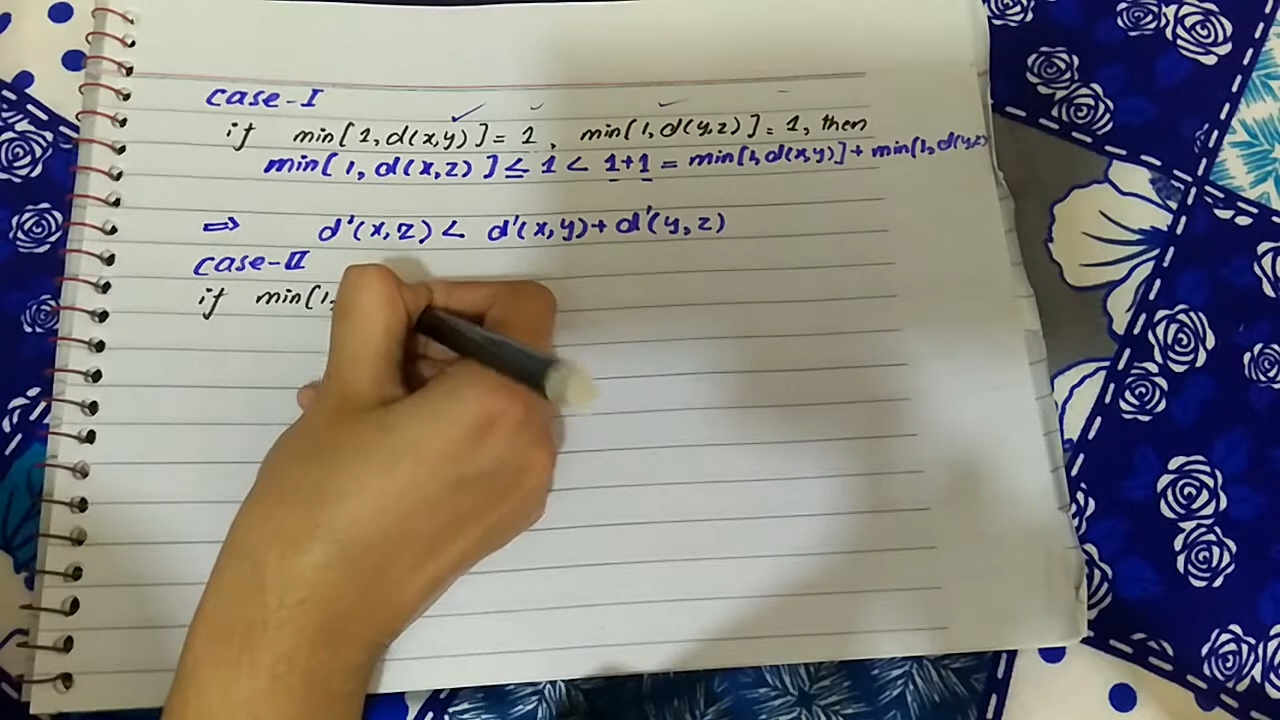 case-I
if min[1, d(x,y)] = 1, min[1, d(y,z)] = 1, then
min[1, d(x,z)] ≤ 1 < 1+1 = min[1, d(x,y)] + min[1, d(y,z)
⇒ d'(x,z) < d'(x,y) + d'(y,z)
case-II
if min[1,